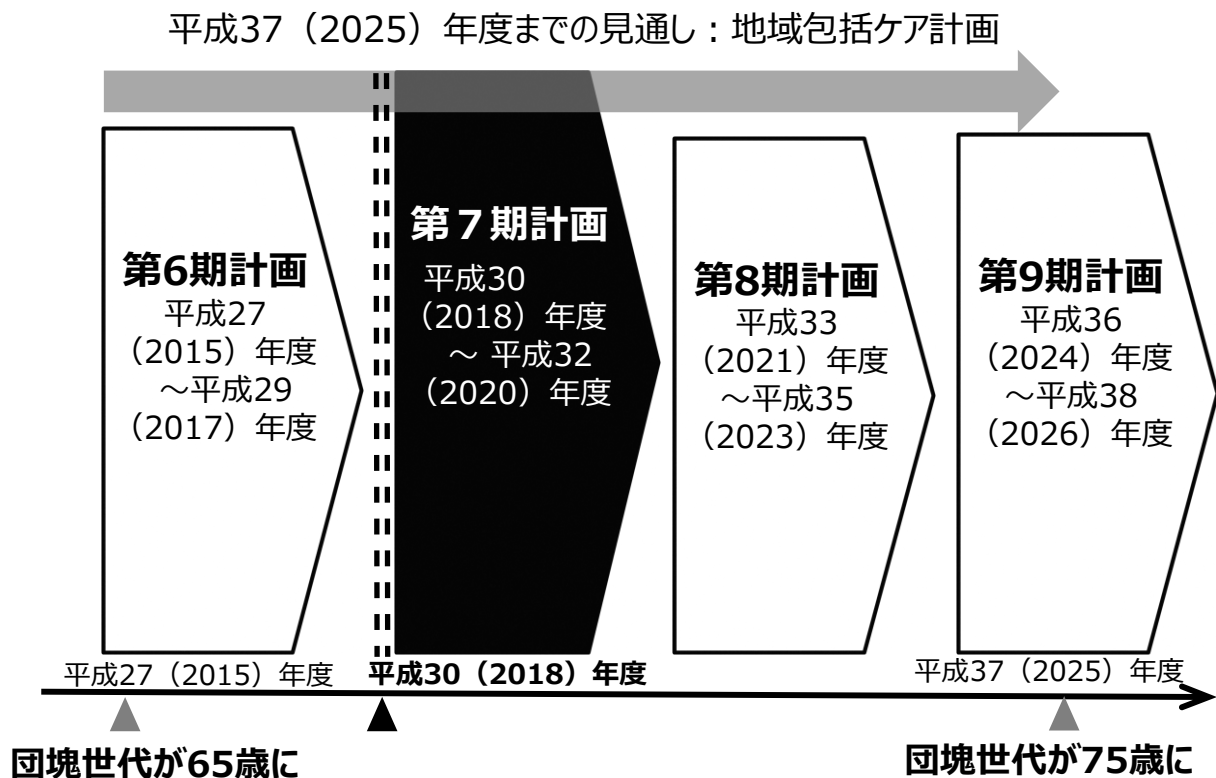 平成37（2025）年度までの見通し：地域包括ケア計画
第6期計画
平成27
（2015）年度
～平成29
（2017）年度
第７期計画
平成30
（2018）年度
～ 平成32
（2020）年度
第8期計画
平成33
（2021）年度
～平成35
（2023）年度
第9期計画
平成36
（2024）年度
～平成38
（2026）年度
平成27（2015）年度
平成30（2018）年度
平成37（2025）年度
団塊世代が65歳に
団塊世代が75歳に